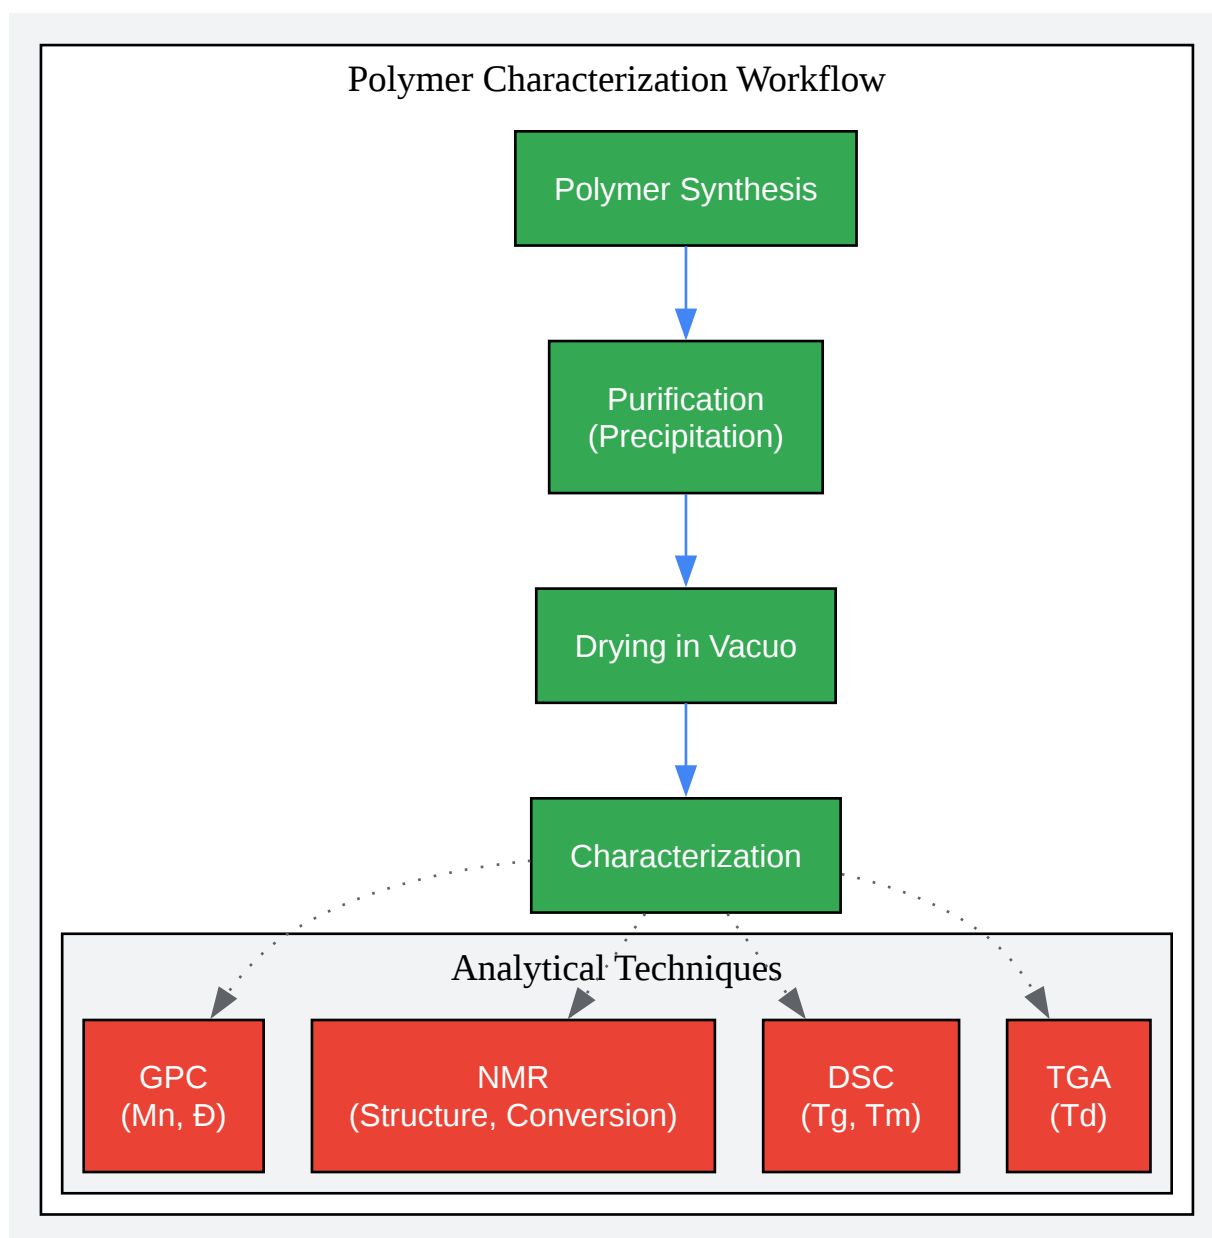 Polymer Characterization Workflow
Polymer Synthesis
Purification
(Precipitation)
Drying in Vacuo
Characterization
Analytical Techniques
GPC
(Mn, Đ)
NMR
(Structure, Conversion)
DSC
(Tg, Tm)
TGA
(Td)